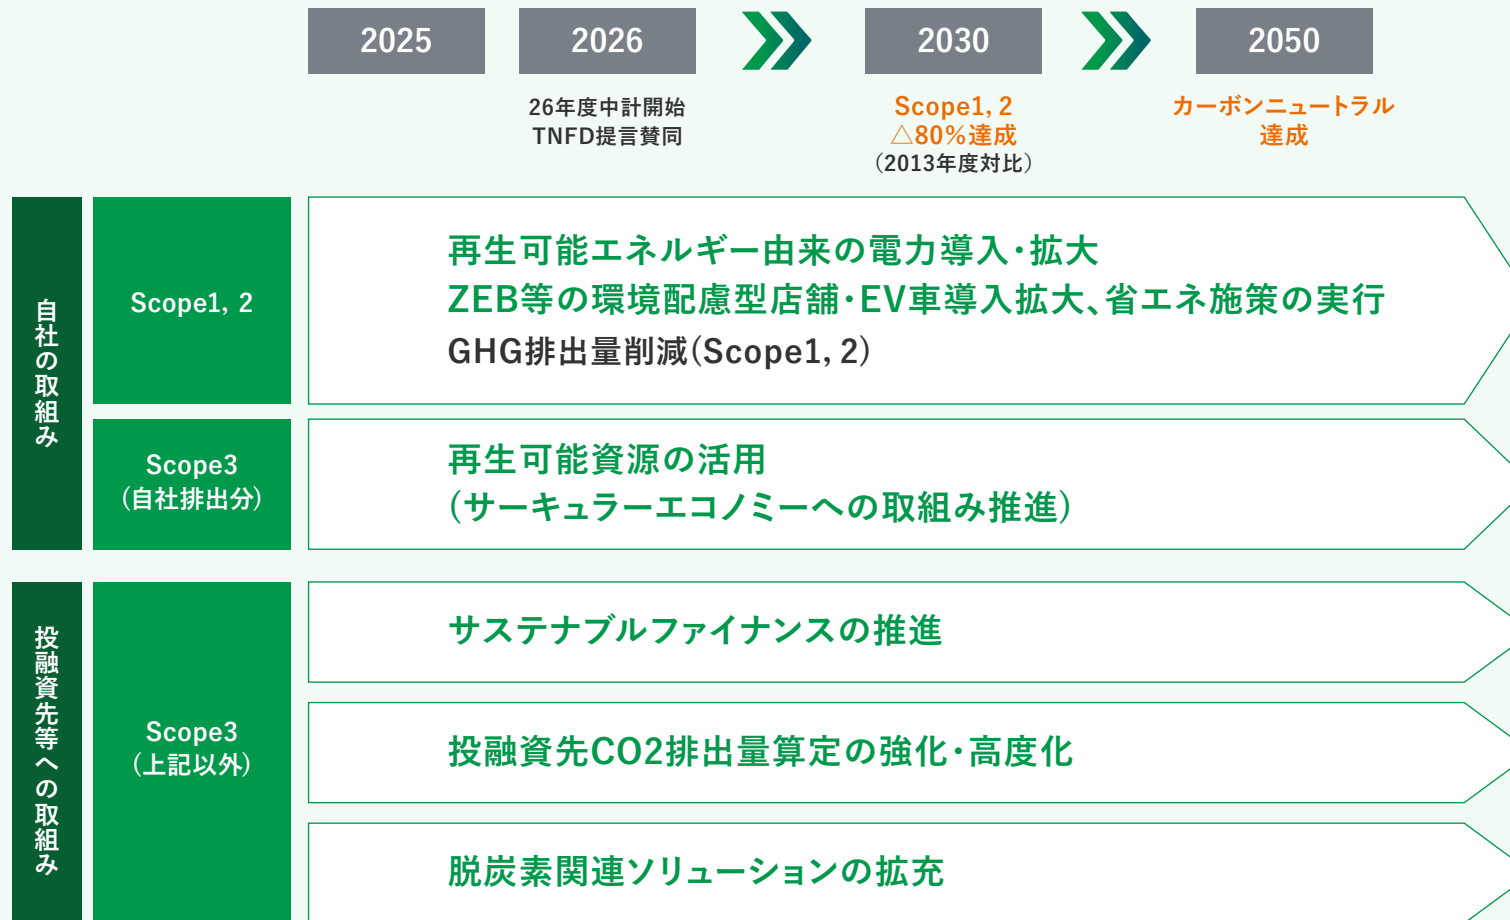 2025
2026
2030
2050
26年度中計開始
TNFD提言賛同
Scope1, 2
△80%達成
（2013年度対比）
カーボンニュートラル
達成
自社の取組み
Scope1, 2
再生可能エネルギー由来の電力導入・拡大
ZEB等の環境配慮型店舗・EV車導入拡大、省エネ施策の実行
GHG排出量削減(Scope1, 2)
Scope3
（自社排出分）
再生可能資源の活用
（サーキュラーエコノミーへの取組み推進）
投融資先等への取組み
Scope3
（上記以外）
サステナブルファイナンスの推進
投融資先CO2排出量算定の強化・高度化
脱炭素関連ソリューションの拡充